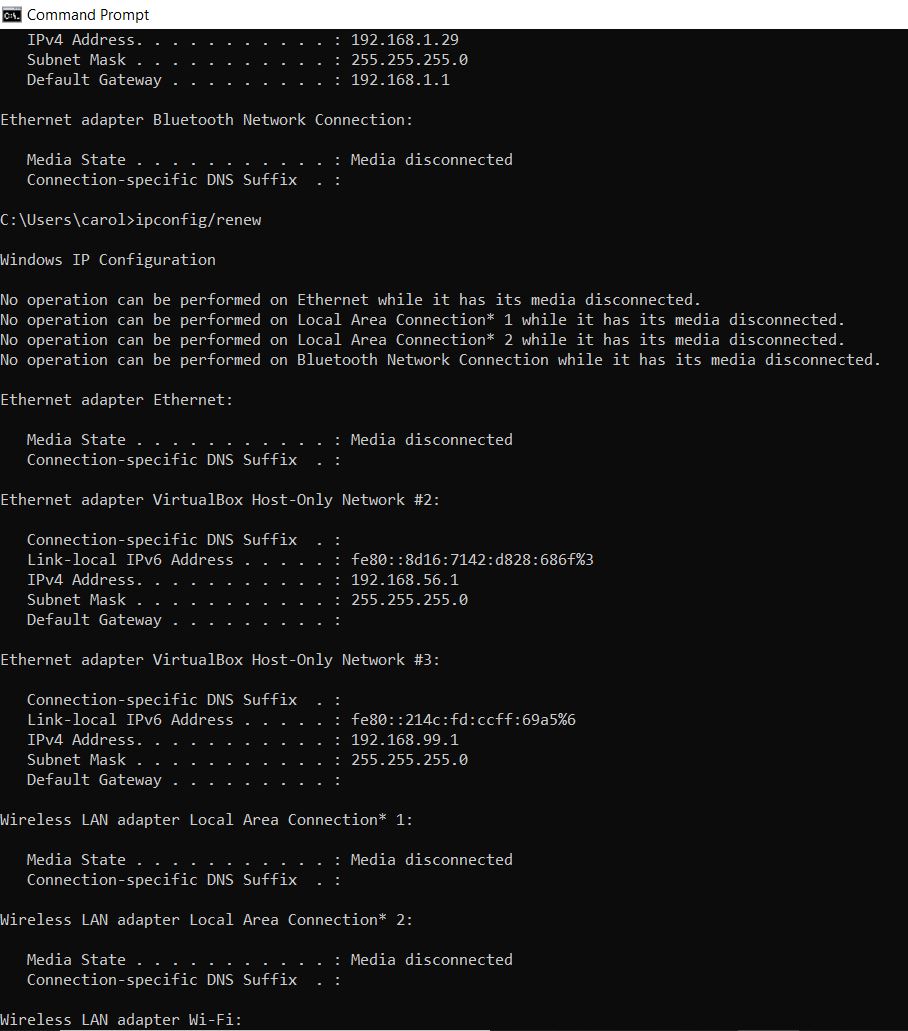 Command Prompt
IPv4 Address. . . . . . . . . . . : 192.168.1.29
Subnet Mask . . . . . . . . . . . : 255.255.255.0
Default Gateway . . . . . . . . . : 192.168.1.1
Ethernet adapter Bluetooth Network Connection:
Media State . . . . . . . . . . . : Media disconnected
Connection-specific DNS Suffix  . :
C:\Users\carol>ipconfig/renew
Windows IP Configuration
No operation can be performed on Ethernet while it has its media disconnected.
No operation can be performed on Local Area Connection* 1 while it has its media disconnected.
No operation can be performed on Local Area Connection* 2 while it has its media disconnected.
No operation can be performed on Bluetooth Network Connection while it has its media disconnected.
Ethernet adapter Ethernet:
Media State . . . . . . . . . . . : Media disconnected
Connection-specific DNS Suffix  . :
Ethernet adapter VirtualBox Host-Only Network #2:
Connection-specific DNS Suffix  . :
Link-local IPv6 Address . . . . . : fe80::8d16:7142:d828:686f%3
IPv4 Address. . . . . . . . . . . : 192.168.56.1
Subnet Mask . . . . . . . . . . . : 255.255.255.0
Default Gateway . . . . . . . . . :
Ethernet adapter VirtualBox Host-Only Network #3:
Connection-specific DNS Suffix  . :
Link-local IPv6 Address . . . . . : fe80::214c:fd:ccff:69a5%6
IPv4 Address. . . . . . . . . . . : 192.168.99.1
Subnet Mask . . . . . . . . . . . : 255.255.255.0
Default Gateway . . . . . . . . . :
Wireless LAN adapter Local Area Connection* 1:
Media State . . . . . . . . . . . : Media disconnected
Connection-specific DNS Suffix  . :
Wireless LAN adapter Local Area Connection* 2:
Media State . . . . . . . . . . . : Media disconnected
Connection-specific DNS Suffix  . :
Wireless LAN adapter Wi-Fi: